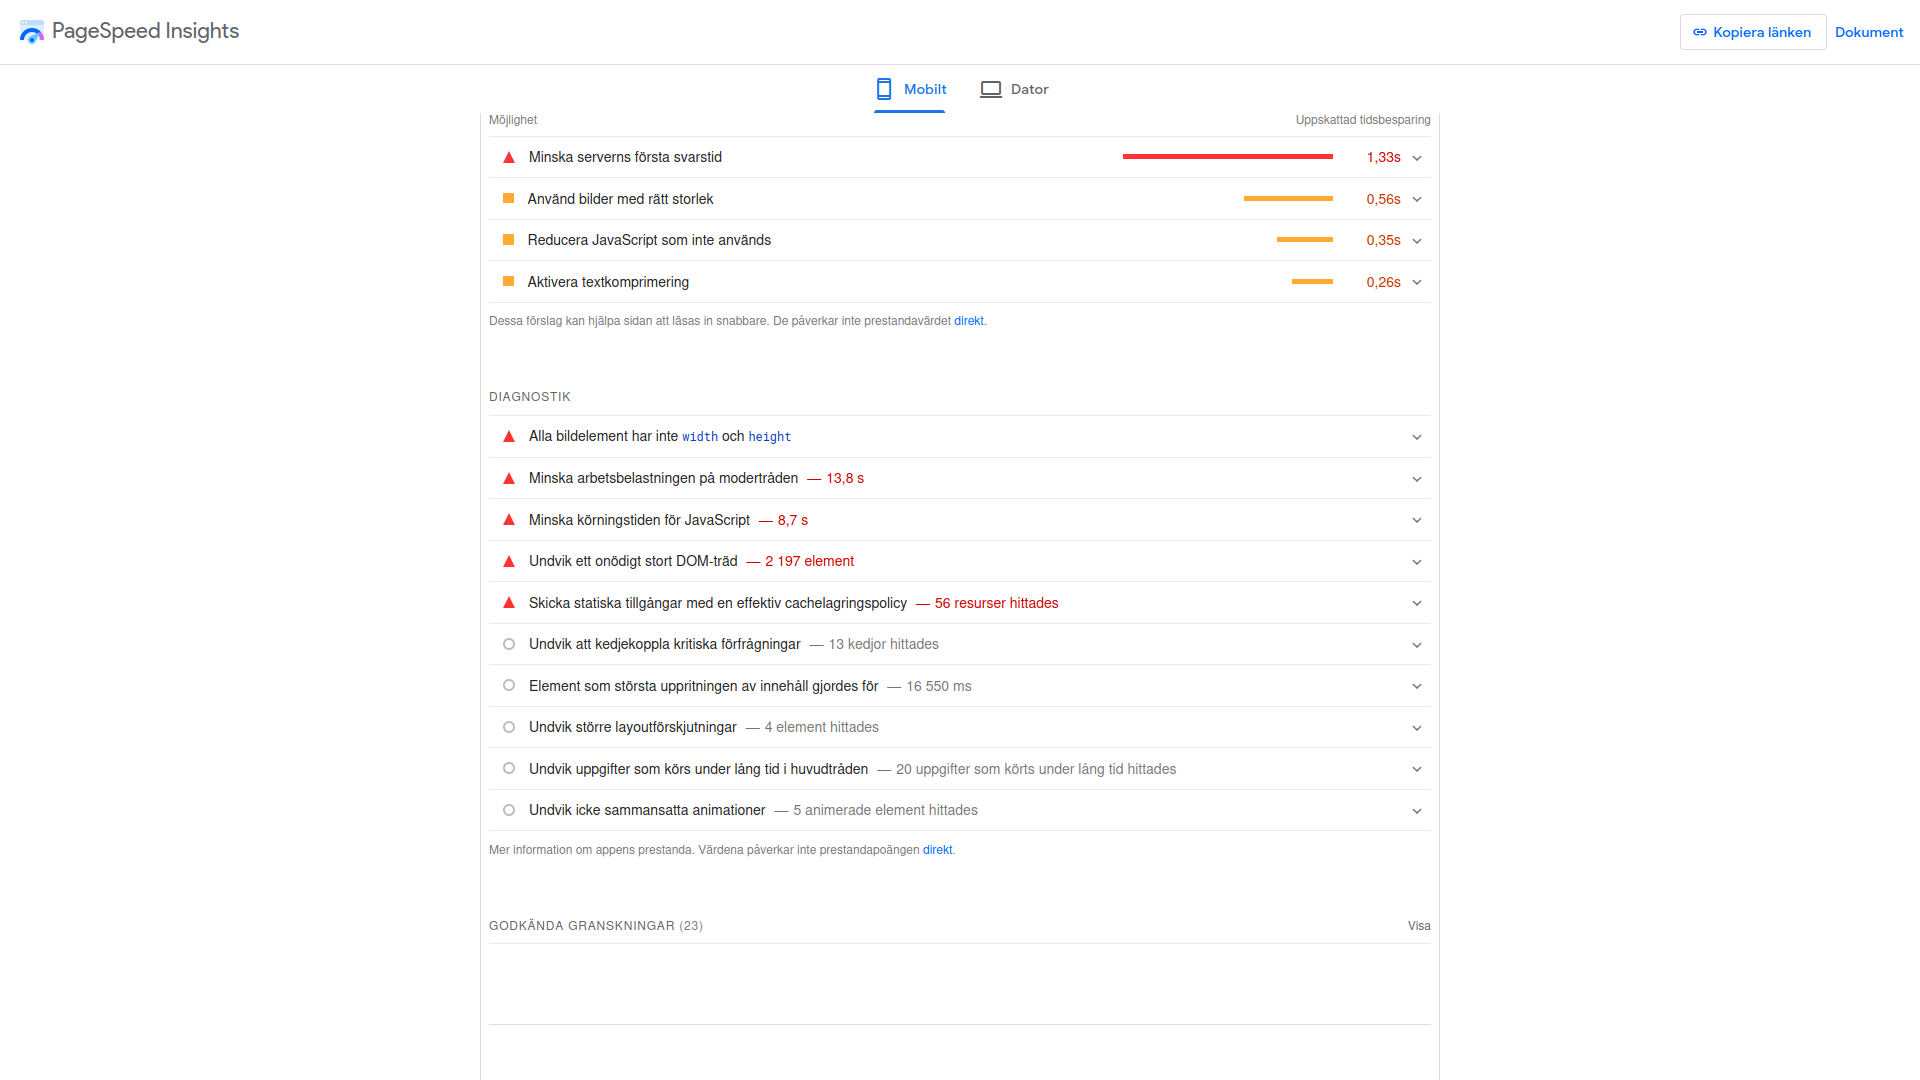 PageSpeed Insights
Kopiera länken
Dokument
Mobilt
Dator
Möjlighet
Uppskattad tidsbesparing
Minska serverns första svarstid
1,33s
Använd bilder med rätt storlek
0,56s
Reducera JavaScript som inte används
0,35s
Aktivera textkomprimering
0,26s
Dessa förslag kan hjälpa sidan att läsas in snabbare. De påverkar inte prestandavärdet direkt.
DIAGNOSTIK
Alla bildelement har inte width och height
Minska arbetsbelastningen på modertråden — 13,8 s
Minska körningstiden för JavaScript — 8,7 s
Undvik ett onödigt stort DOM-träd — 2 197 element
Skicka statiska tillgångar med en effektiv cachelagringspolicy — 56 resurser hittades
Undvik att kedjekoppla kritiska förfrågningar — 13 kedjor hittades
Element som största uppritningen av innehåll gjordes för — 16 550 ms
Undvik större layoutförskjutningar — 4 element hittades
Undvik uppgifter som körs under lång tid i huvudtråden — 20 uppgifter som körts under lång tid hittades
Undvik icke sammansatta animationer — 5 animerade element hittades
Mer information om appens prestanda. Värdena påverkar inte prestandapoängen direkt.
GODKÄNDA GRANSKNINGAR (23)
Visa